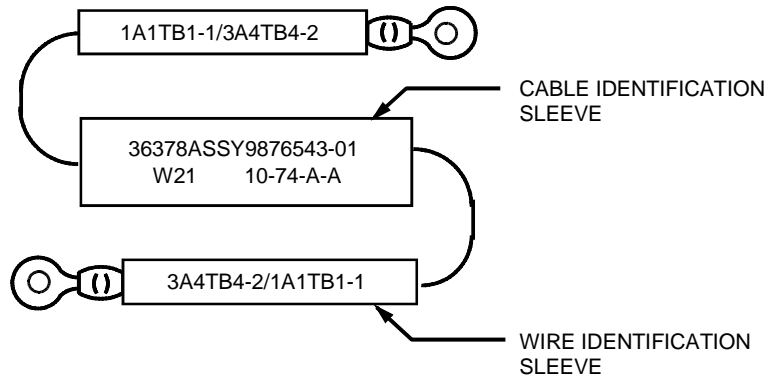 1A1TB1-1/3A4TB4-2
CABLE IDENTIFICATION
SLEEVE
36378ASSY9876543-01
W21 10-74-A-A
3A4TB4-2/1A1TB1-1
WIRE IDENTIFICATION
SLEEVE